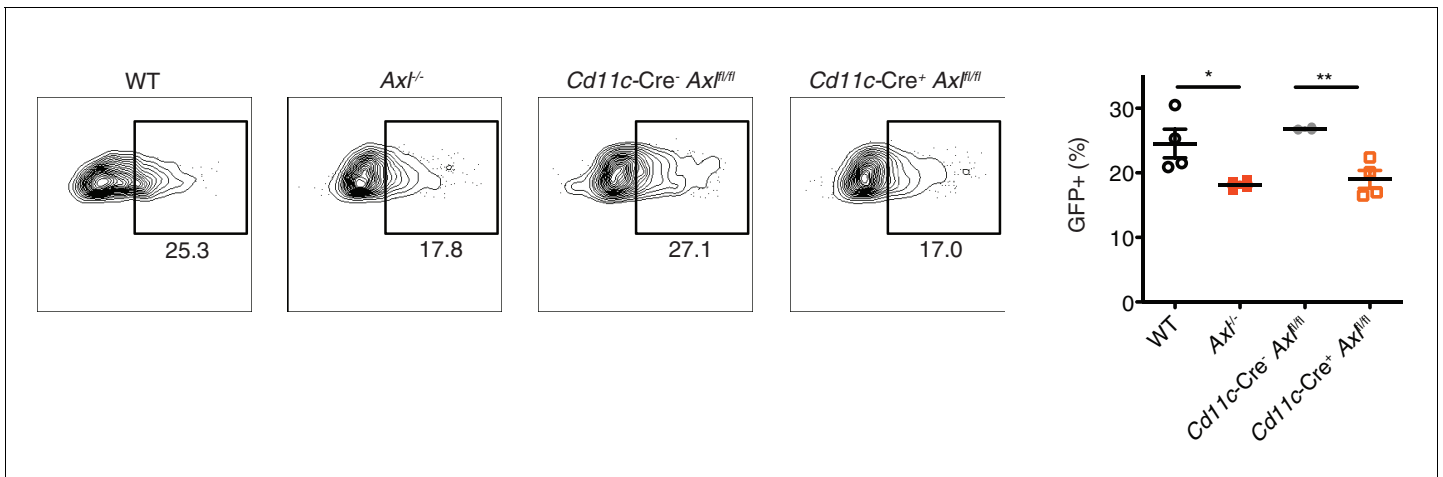 WT
Axl-/-
Cd11c-Cre- Axlfl/fl
Cd11c-Cre+ Axlfl/fl
25.3
17.8
27.1
17.0
*
**
GFP+ (%)
30
20
10
0
WT
Axl-/-
Cd11c-Cre- Axlfl/fl
Cd11c-Cre+ Axlfl/fl